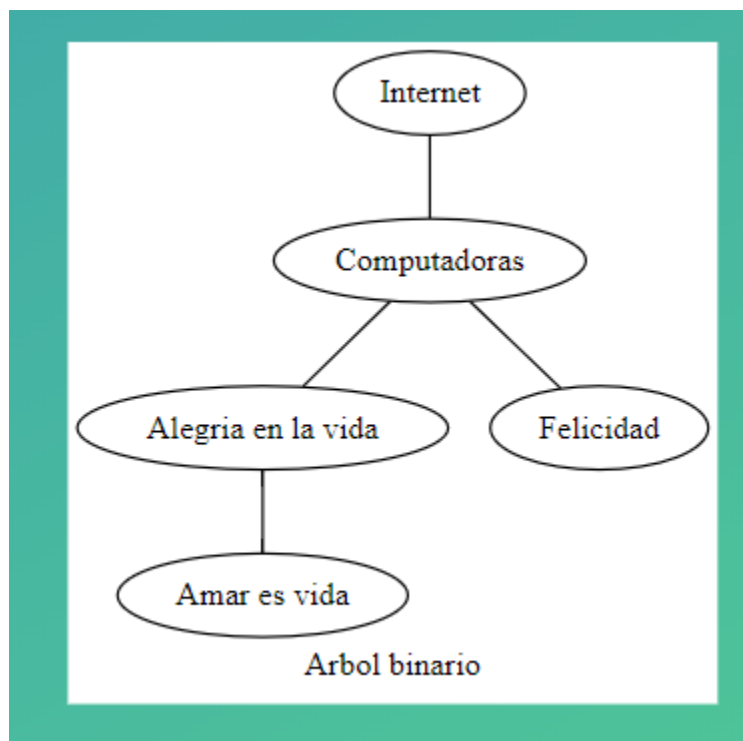 Internet
Computadoras
Alegria en la vida
Felicidad
Amar es vida
Arbol binario